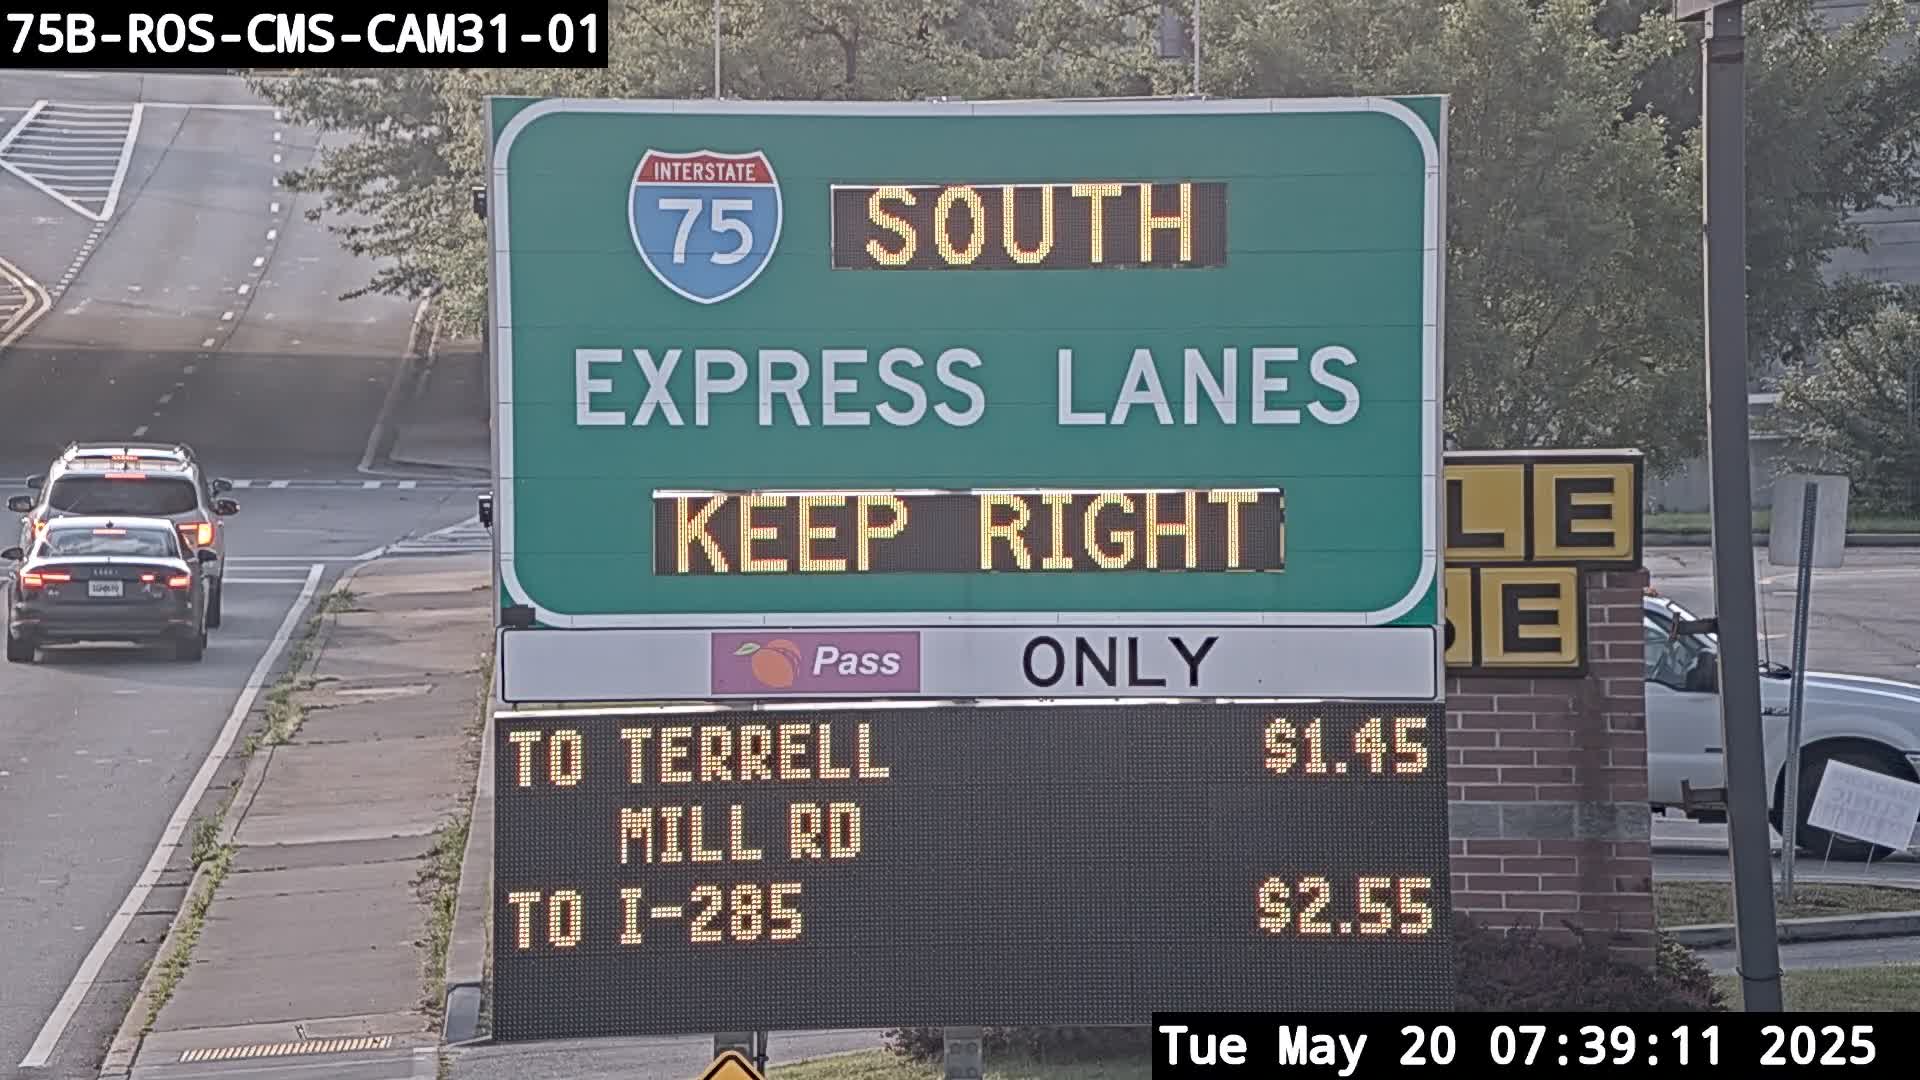 75B-ROS-CMS-CAM31-01
INTERSTATE
75
SOUTH
EXPRESS LANES
KEEP RIGHT
LE
E
Pass ONLY
TO TERRELL $1.45
MILL RD
TO I-285 $2.55
Tue May 20 07:39:11 2025